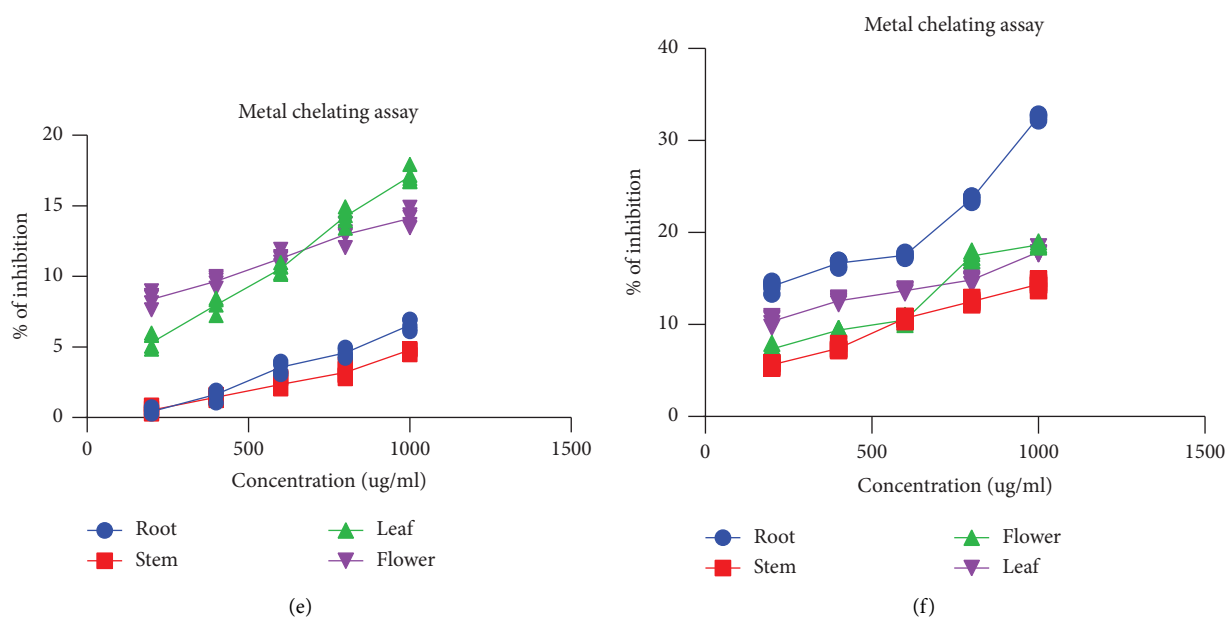 Metal chelating assay
20
15
10
5
0
% of inhibition
0 500 1000 1500
Concentration (ug/ml)
Root Leaf
Stem Flower
(e)
Metal chelating assay
40
30
20
10
0
% of inhibition
0 500 1000 1500
Concentration (ug/ml)
Root Flower
Stem Leaf
(f)